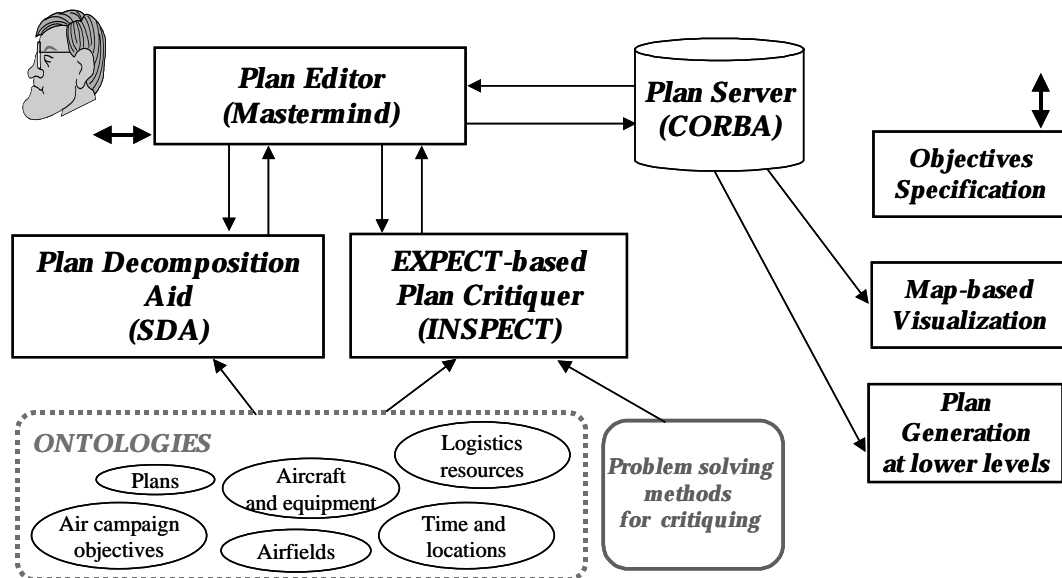 Plan Editor
(Mastermind)
Plan Server
(CORBA)
Objectives
Specification
Plan Decomposition
Aid
(SDA)
EXPECT-based
Plan Critiquer
(INSPECT)
Map-based
Visualization
Plan
Generation
at lower levels
ONTOLOGIES
Plans
Aircraft
and equipment
Logistics
resources
Air campaign
objectives
Airfields
Time and
locations
Problem solving
methods
for critiquing